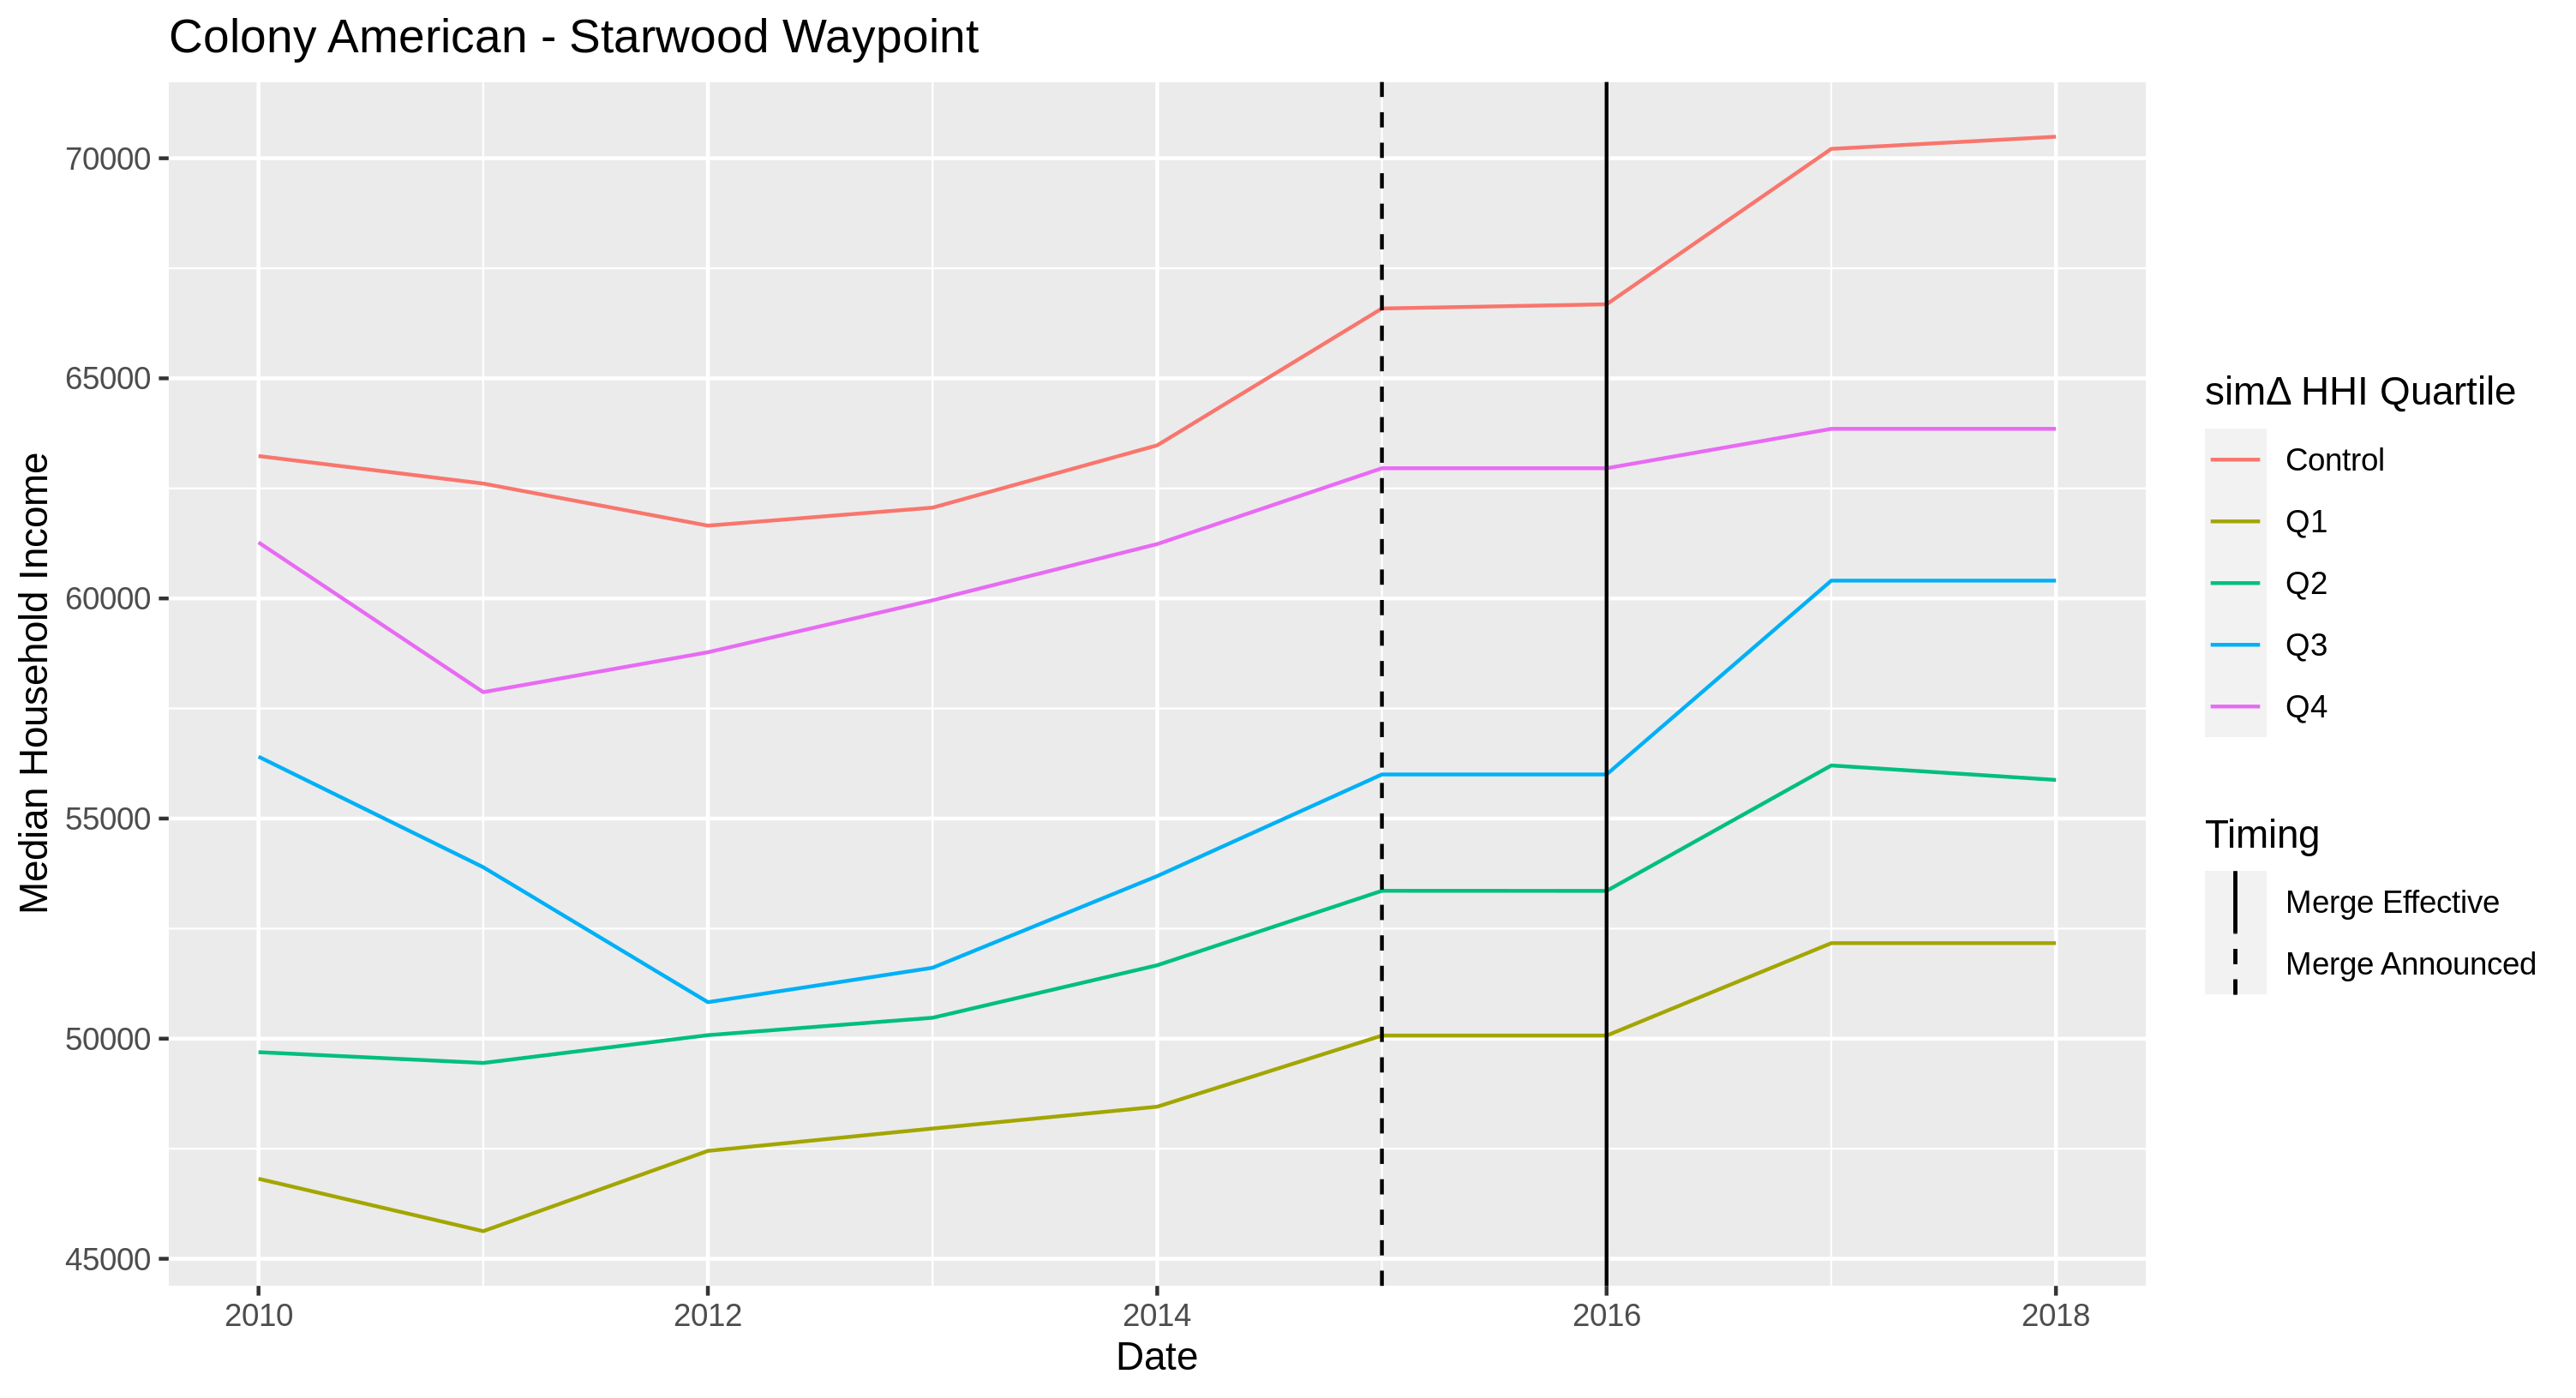 Colony American - Starwood Waypoint
Median Household Income
70000
65000
60000
55000
50000
45000
2010
2012
2014
2016
2018
Date
simΔ HHI Quartile
Control
Q1
Q2
Q3
Q4
Timing
Merge Effective
Merge Announced